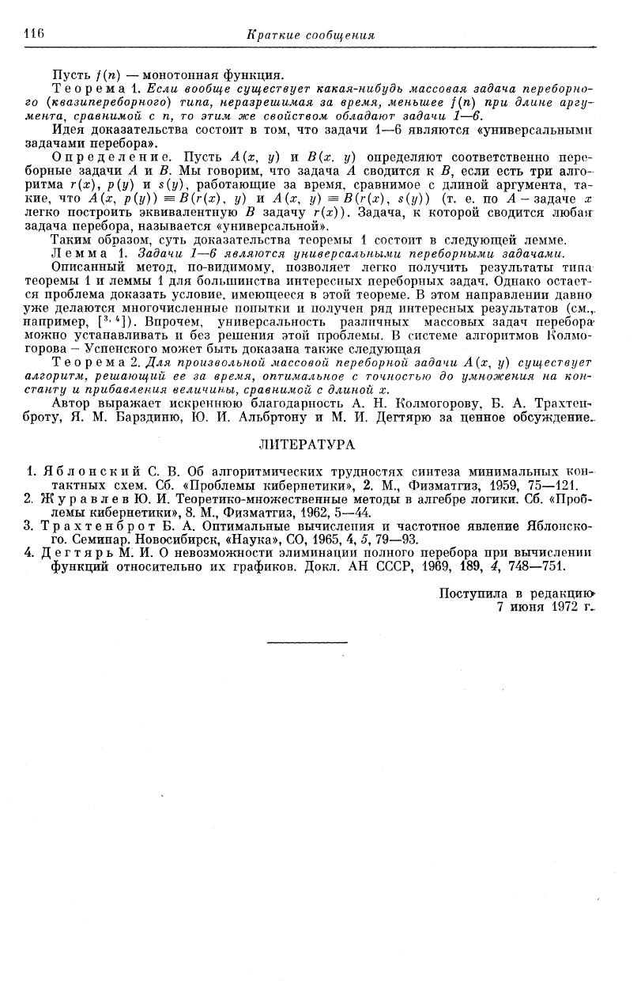 116
Краткие сообщения
Пусть f(n) — монотонная функция.
Теорема 1. Если вообще существует какая-нибудь массовая задача переборно-
го (квазипереборного) типа, неразрешимая за время, меньшее f(n) при длине аргу-
мента, сравнимой с n, то этим же свойством обладают задачи 1—6.
Идея доказательства состоит в том, что задачи 1—6 являются «универсальными
задачами перебора».
Определение. Пусть A(x, y) и B(x. y) определяют соответственно пере-
борные задачи A и B. Мы говорим, что задача A сводится к B, если есть три алго-
ритма r(x), p(y) и s(y), работающие за время, сравнимое с длиной аргумента, та-
кие, что A(x, p(y)) ≡ B(r(x), y) и A(x, y) ≡ B(r(x), s(y)) (т. е. по A – задаче x
легко построить эквивалентную B задачу r(x)). Задача, к которой сводится любая
задача перебора, называется «универсальной».
Таким образом, суть доказательства теоремы 1 состоит в следующей лемме.
Лемма 1. Задачи 1—6 являются универсальными переборными задачами.
Описанный метод, по-видимому, позволяет легко получить результаты типа
теоремы 1 и леммы 1 для большинства интересных переборных задач. Однако остает-
ся проблема доказать условие, имеющееся в этой теореме. В этом направлении давно
уже делаются многочисленные попытки и получен ряд интересных результатов (см.,
например, [3, 4]). Впрочем, универсальность различных массовых задач перебора
можно устанавливать и без решения этой проблемы. В системе алгоритмов Колмо-
горова – Успенского может быть доказана также следующая
Теорема 2. Для произвольной массовой переборной задачи A(x, y) существует
алгоритм, решающий ее за время, оптимальное с точностью до умножения на кон-
станту и прибавления величины, сравнимой с длиной x.
Автор выражает искреннюю благодарность А. Н. Колмогорову, Б. А. Трахтен-
броту, Я. М. Барздиню, Ю. И. Альбртону и М. И. Дегтярю за ценное обсуждение.
ЛИТЕРАТУРА
1. Яблонский С. В. Об алгоритмических трудностях синтеза минимальных кон-
тактных схем. Сб. «Проблемы кибернетики», 2. М., Физматгиз, 1959, 75—121.
2. Журавлев Ю. И. Теоретико-множественные методы в алгебре логики. Сб. «Проб-
лемы кибернетики», 8. М., Физматгиз, 1962, 5—44.
3. Трахтенброт Б. А. Оптимальные вычисления и частотное явление Яблонско-
го. Семинар. Новосибирск, «Наука», СО, 1965, 4, 5, 79—93.
4. Дегтярь М. И. О невозможности элиминации полного перебора при вычислении
функций относительно их графиков. Докл. АН СССР, 1969, 189, 4, 748—751.
Поступила в редакцию
7 июня 1972 г.